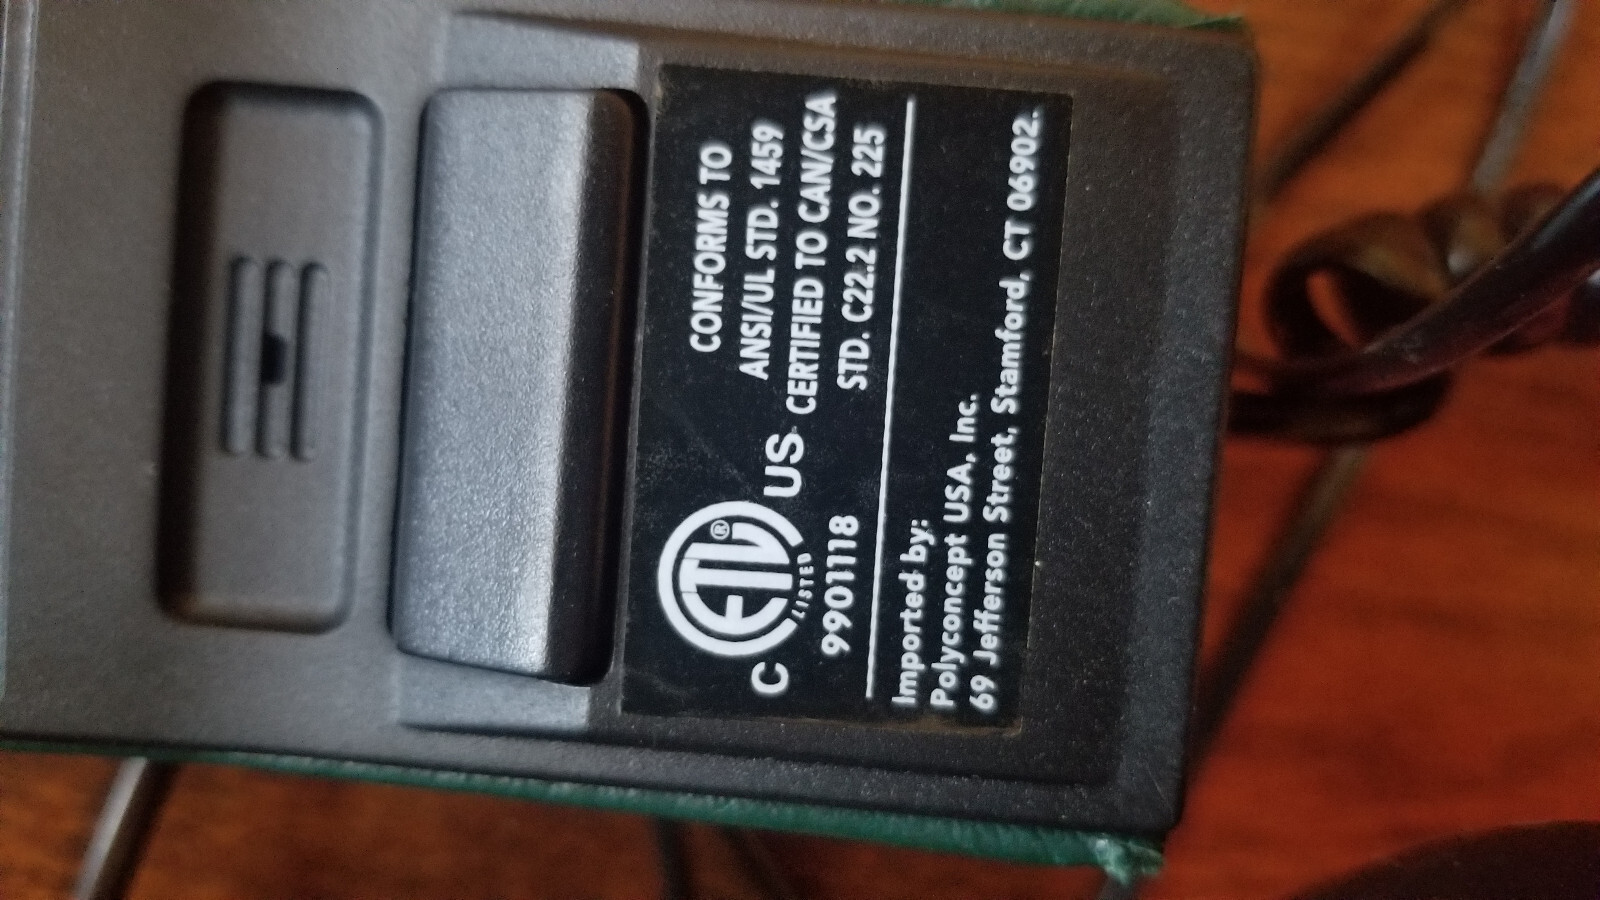 CONFORMS TO
ANSI/UL STD. 1459
CERTIFIED TO CAN/CSA
STD. C22.2 NO. 225
C ETL® US
LISTED
9901118
Imported by:
Polyconcept USA, Inc.
69 Jefferson Street, Stamford, CT 06902.